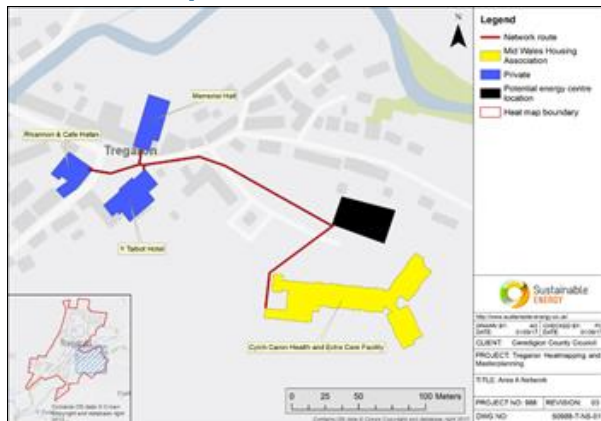 Memorial Hall
Rhiannon & Cafe Hafan
Tregaron
Y Talbot Hotel
Cylch Caron Health and Extra Care Facility
N
0 25 50 100 Meters
Legend
Network route
Mid Wales Housing
Association
Private
Potential energy centre
location
Heat map boundary
Sustainable
ENERGY
CLIENT: Ceredigion County Council
PROJECT: Tregaron Heatmapping and
Masterplanning
TITLE: Area A Network
PROJECT NO: 988 REVISION: 03
DWG NO: